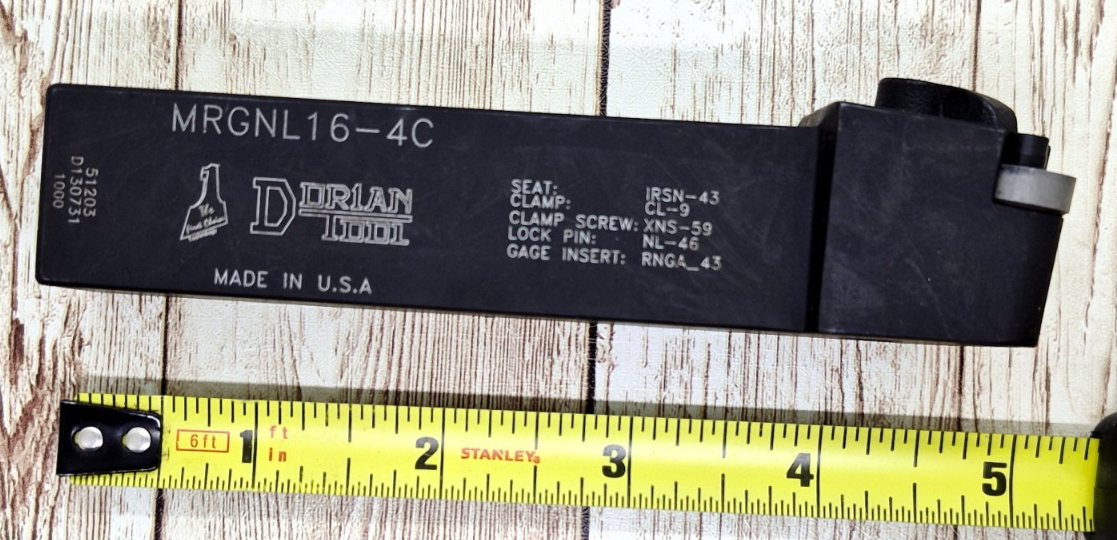 MRGNL16-4C
51203
D130731
1000
The
DORIAN
TOOL
MADE IN U.S.A
SEAT: IRSN-43
CLAMP: CL-9
CLAMP SCREW: XNS-59
LOCK PIN: NL-46
GAGE INSERT: RNGA_43
6ft 1 ft in 2 STANLEY® 3 4 5